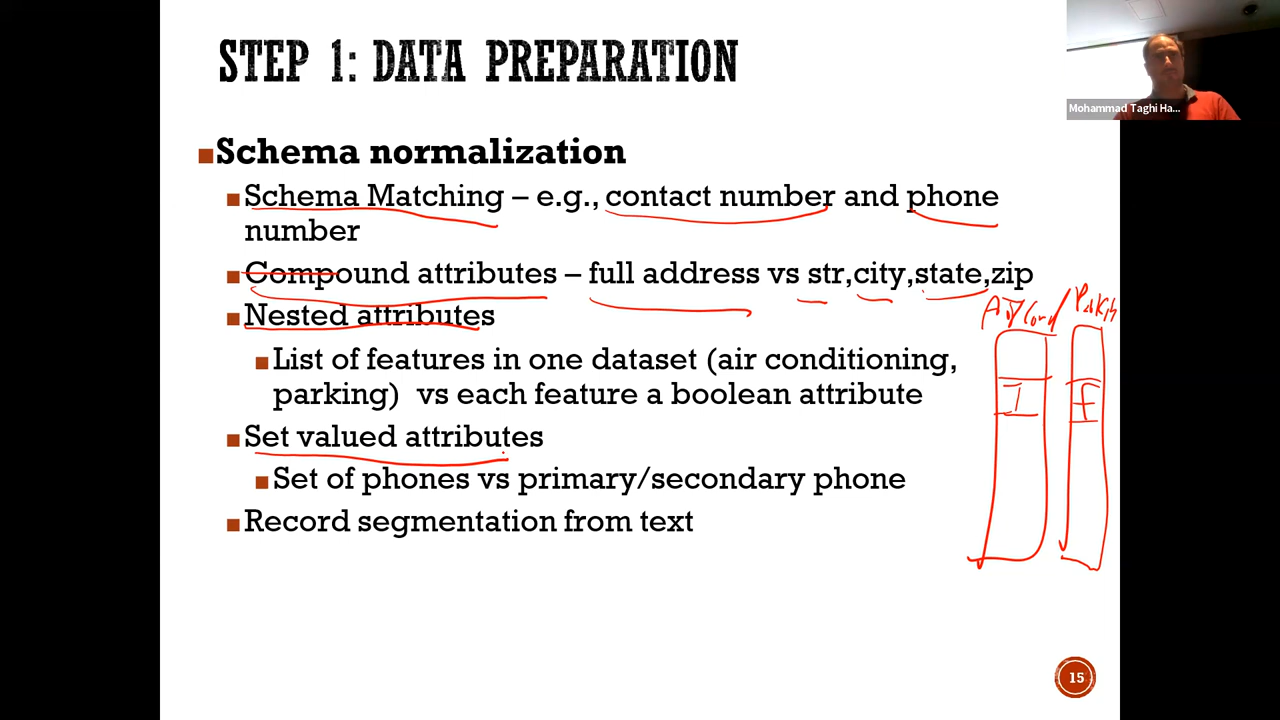 STEP 1: DATA PREPARATION
Mohammad Taghi Ha...
■Schema normalization
■Schema Matching – e.g., contact number and phone
number
■Compound attributes – full address vs str,city,state,zip
■Nested attributes
■List of features in one dataset (air conditioning,
parking) vs each feature a boolean attribute
■Set valued attributes
■Set of phones vs primary/secondary phone
■Record segmentation from text
F
15